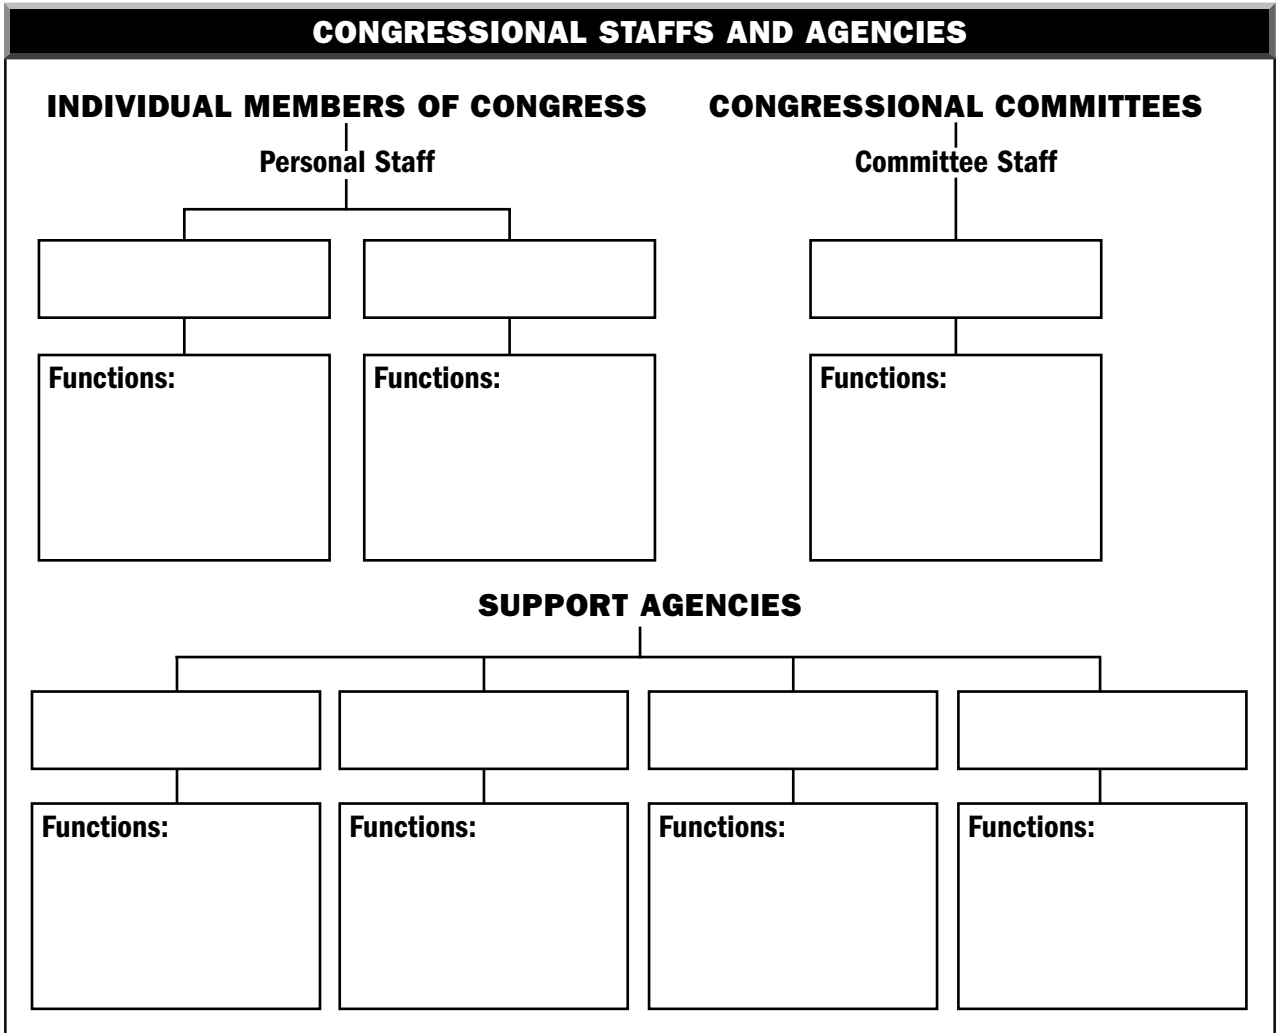 CONGRESSIONAL STAFFS AND AGENCIES
INDIVIDUAL MEMBERS OF CONGRESS
Personal Staff
Functions:
Functions:
CONGRESSIONAL COMMITTEES
Committee Staff
Functions:
SUPPORT AGENCIES
Functions:
Functions:
Functions:
Functions: